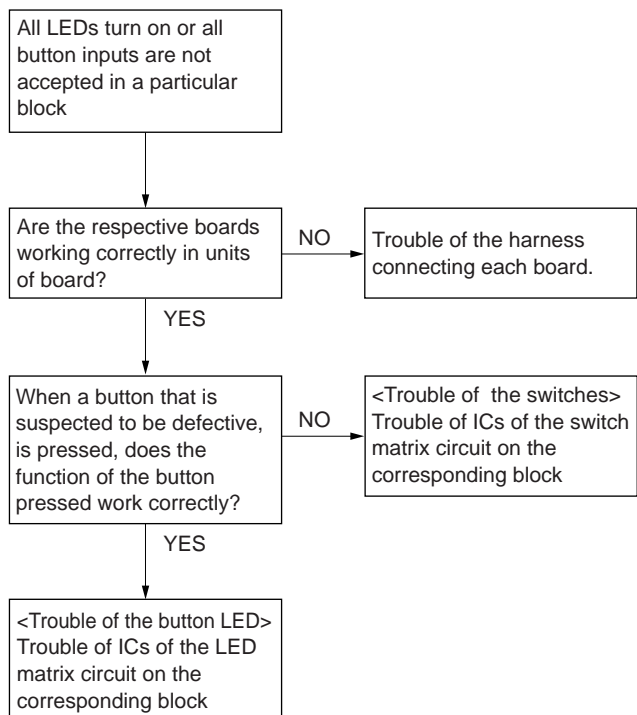 All LEDs turn on or all
button inputs are not
accepted in a particular
block
Are the respective boards
working correctly in units
of board?
NO
Trouble of the harness
connecting each board.
YES
When a button that is
suspected to be defective,
is pressed, does the
function of the button
pressed work correctly?
NO
<Trouble of the switches>
Trouble of ICs of the switch
matrix circuit on the
corresponding block
YES
<Trouble of the button LED>
Trouble of ICs of the LED
matrix circuit on the
corresponding block